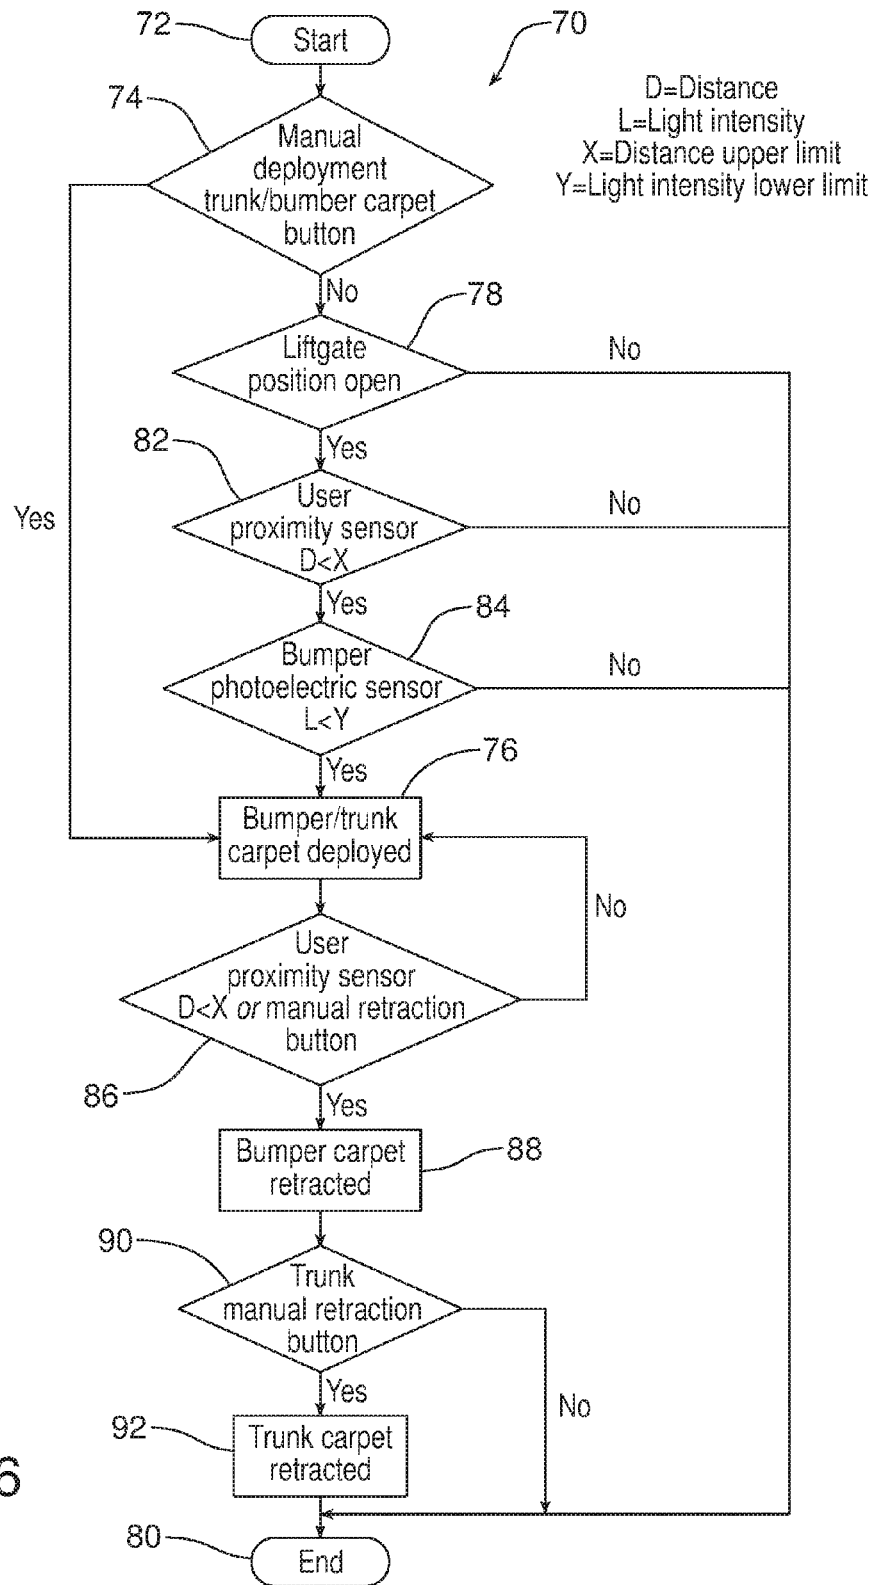 72
Start
70
D=Distance
L=Light intensity
X=Distance upper limit
Y=Light intensity lower limit
74
Manual
deployment
trunk/bumber carpet
button
No
78
Liftgate
position open
No
Yes
82
User
proximity sensor
D<X
No
Yes
Yes
84
Bumper
photoelectric sensor
L<Y
No
Yes
76
Bumper/trunk
carpet deployed
No
User
proximity sensor
D<X or manual retraction
button
86
Yes
Bumper carpet
retracted
88
90
Trunk
manual retraction
button
Yes
No
92
Trunk carpet
retracted
6
80
End